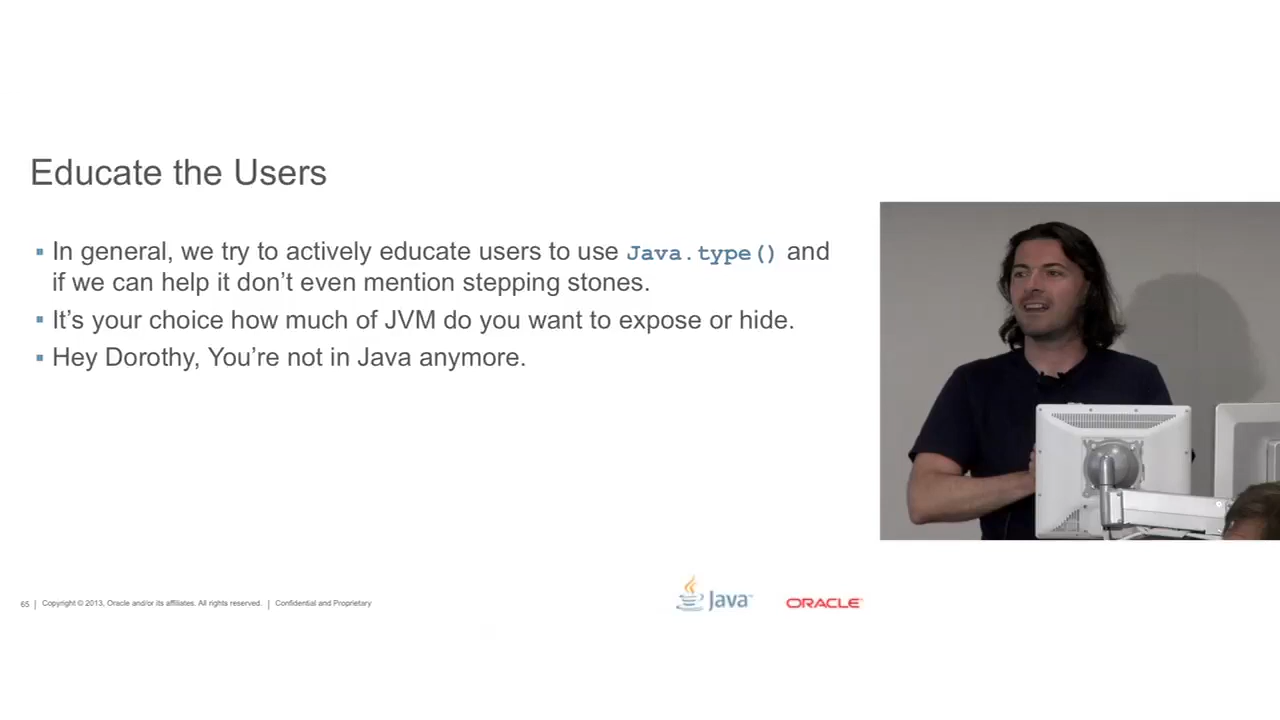 Educate the Users
▪ In general, we try to actively educate users to use Java.type() and
if we can help it don’t even mention stepping stones.
▪ It’s your choice how much of JVM do you want to expose or hide.
▪ Hey Dorothy, You’re not in Java anymore.
65 | Copyright © 2013, Oracle and/or its affiliates. All rights reserved. | Confidential and Proprietary
Java™
ORACLE®